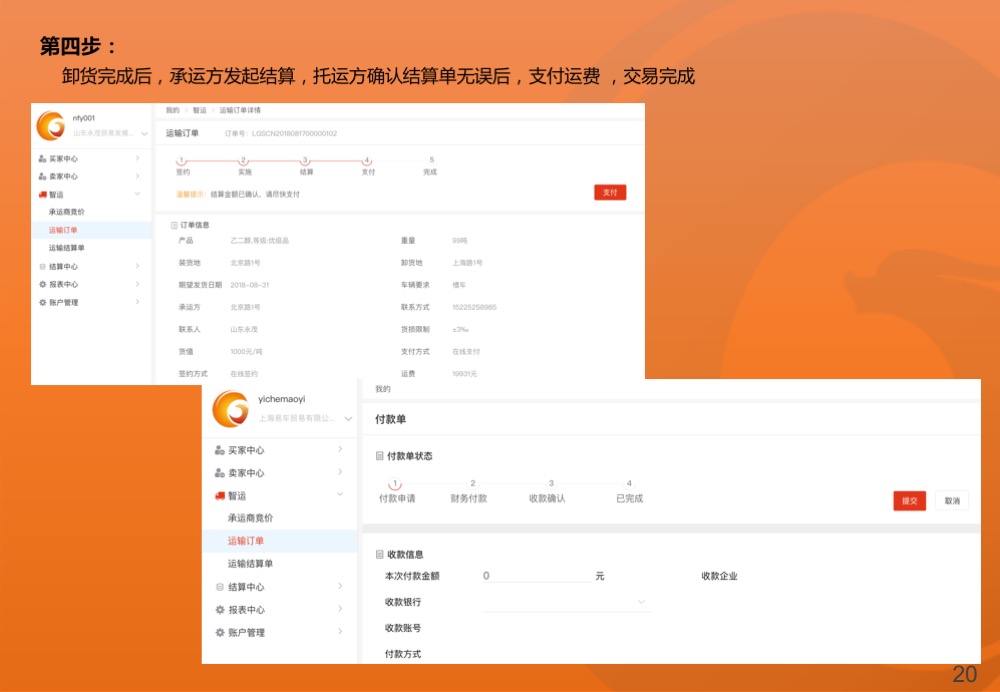 第四步：
卸货完成后，承运方发起结算，托运方确认结算单无误后，支付运费 ，交易完成
nfy001
山东永茂贸易发展...
买家中心
卖家中心
智运
承运商竞价
运输订单
运输结算单
结算中心
报表中心
账户管理
我的 智运 运输订单详情
运输订单 订单号：LGSCN2018081700000102
1 2 3 4 5
签约 实施 结算 支付 完成
温馨提示：结算金额已确认，请尽快支付 支付
订单信息
产品 乙二醇,等级:优级品 重量 99吨
装货地 北京路1号 卸货地 上海路1号
期望发货日期 2018-08-31 车辆要求 槽车
承运方 北京路1号 联系方式 15225258985
联系人 山东永茂 货损限制 ±3‰
货值 1000元/吨 支付方式 在线支付
签约方式 在线签约 运费 19931元
yichemaoyi
上海易车贸易有限公...
买家中心
卖家中心
智运
承运商竞价
运输订单
运输结算单
结算中心
报表中心
账户管理
我的
付款单
付款单状态
1 2 3 4
付款申请 财务付款 收款确认 已完成
提交 取消
收款信息
本次付款金额 0 元 收款企业
收款银行
收款账号
付款方式
20